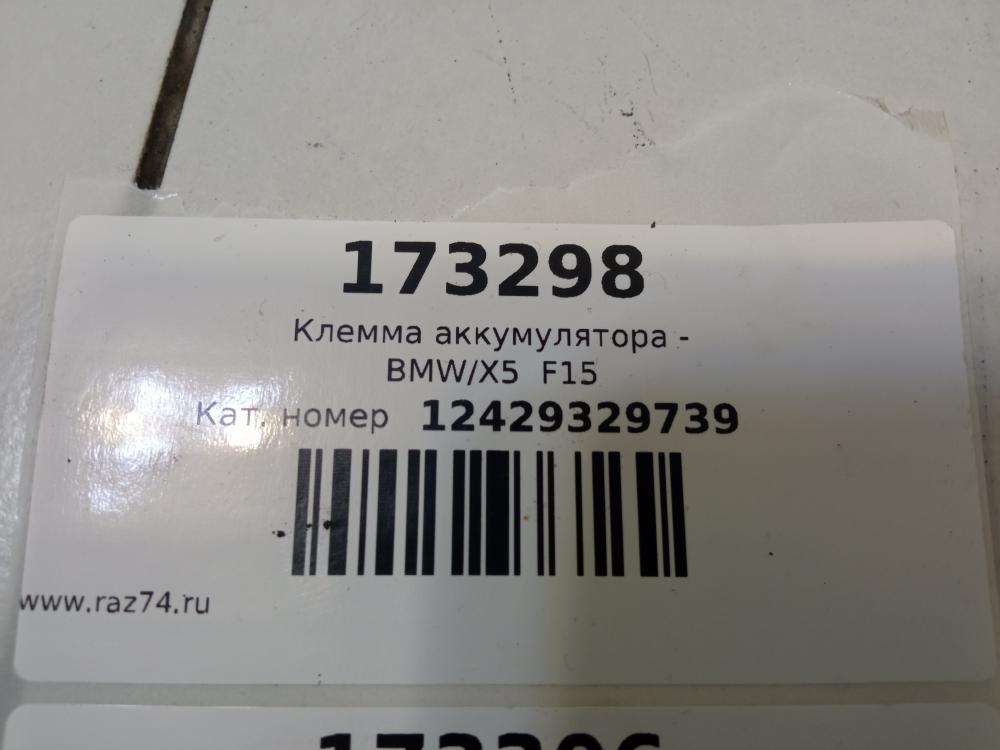 173298
Клемма аккумулятора -
BMW/X5 F15
Кат. номер 12429329739
www.raz74.ru